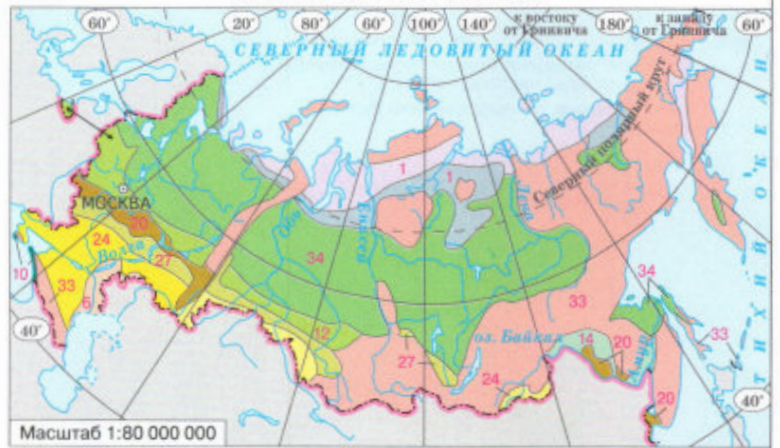 60° 20° 80° 60° 100° 140° к востоку от Гринвича 180° к западу от Гринвича 60°
СЕВЕРНЫЙ ЛЕДОВИТЫЙ ОКЕАН
Северный полярный круг
ТИХИЙ ОКЕАН
1 1
МОСКВА
Обь
Енисей
Лена
20
24
Волга
27
34
10
33
6
33
34
12
14
20
33
оз. Байкал
Амур
27
24
20
40°
40°
Масштаб 1:80 000 000